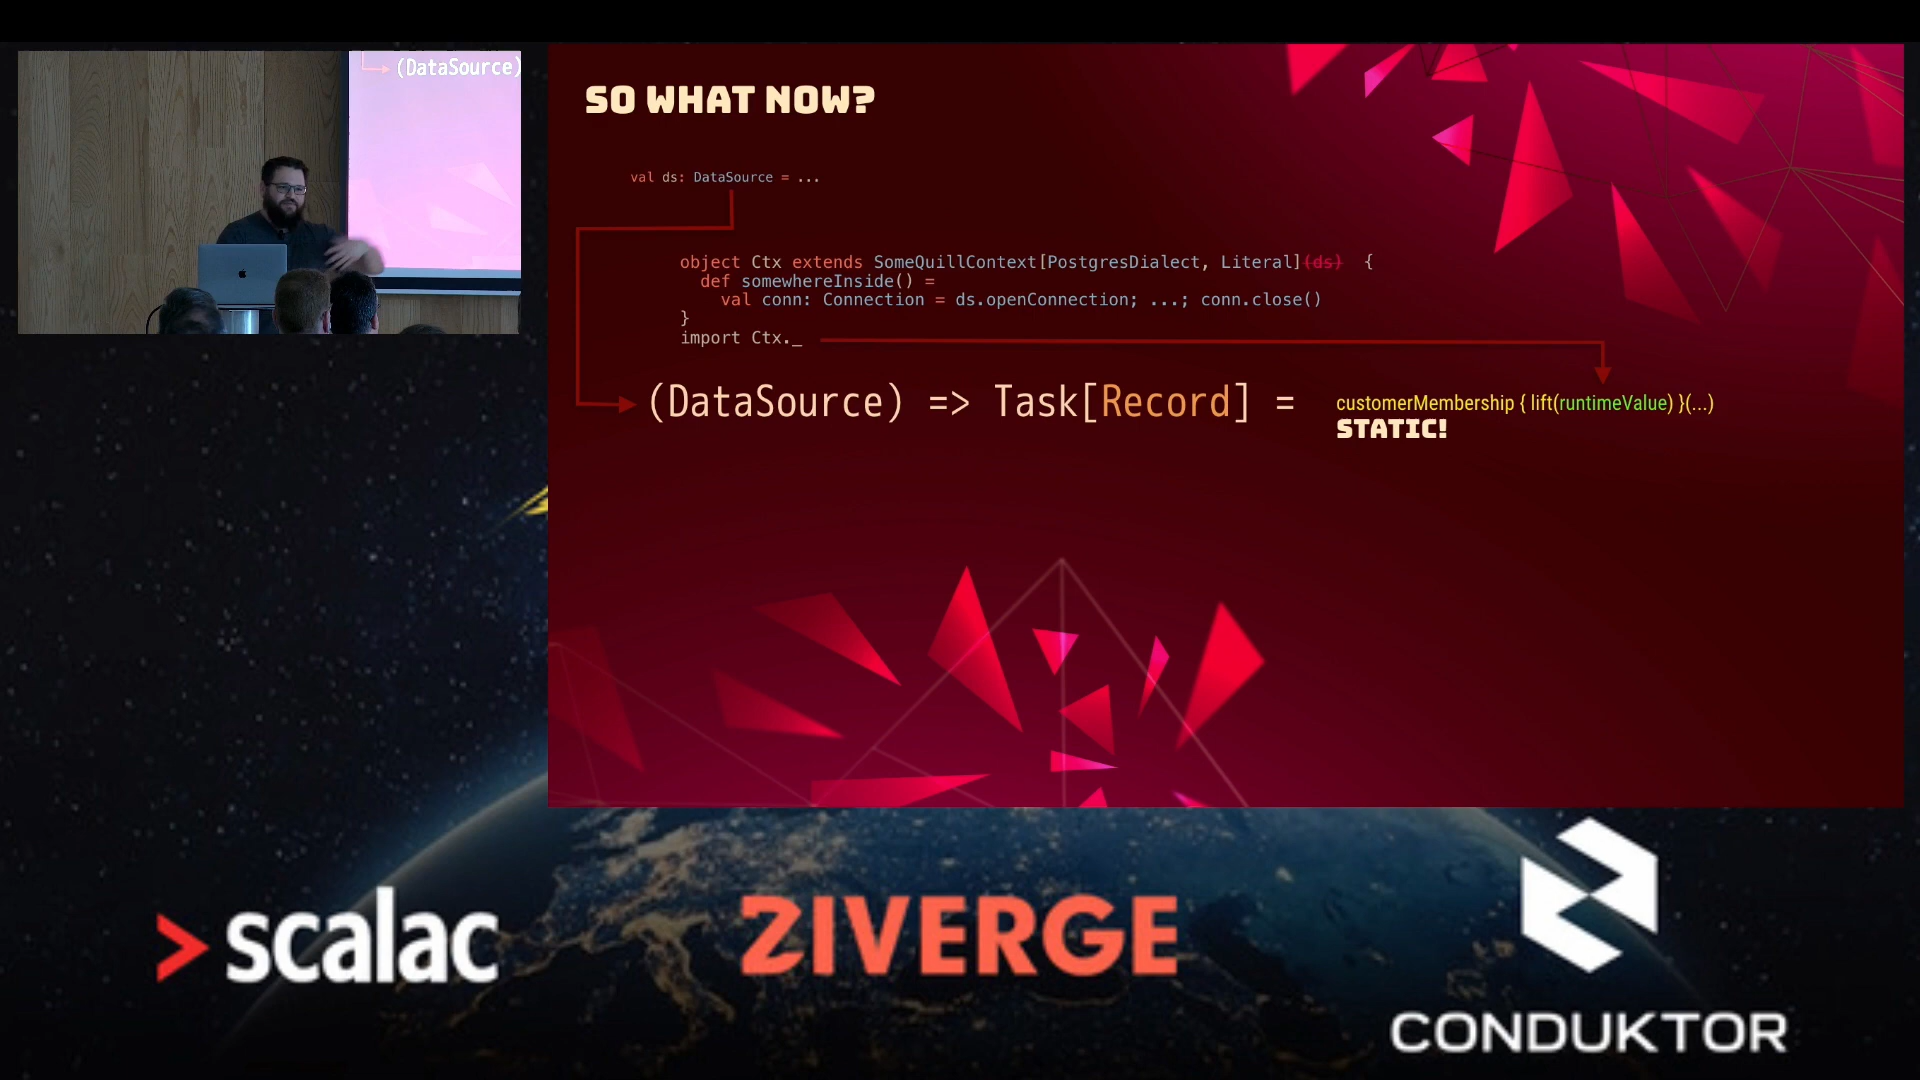 (DataSource)
SO WHAT NOW?
val ds: DataSource = ...
object Ctx extends SomeQuillContext[PostgresDialect, Literal](ds) {
def somewhereInside() =
val conn: Connection = ds.openConnection; ...; conn.close()
}
import Ctx._
(DataSource) => Task[Record] = customerMembership { lift(runtimeValue) }(...)
STATIC!
scalac
ZIVERGE
CONDUKTOR